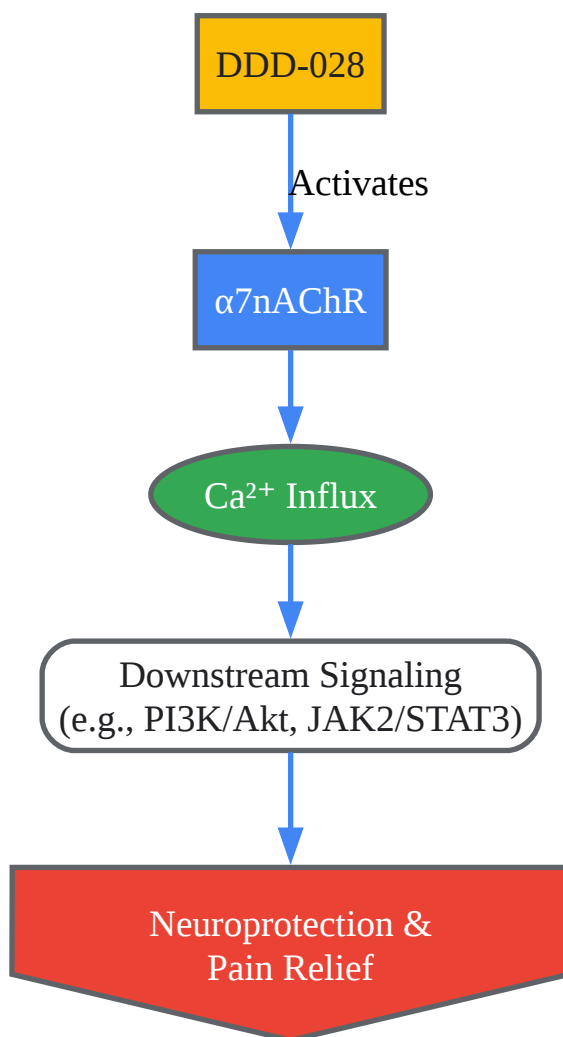 DDD-028
Activates
α7nAChR
Ca²⁺ Influx
Downstream Signaling
(e.g., PI3K/Akt, JAK2/STAT3)
Neuroprotection &
Pain Relief